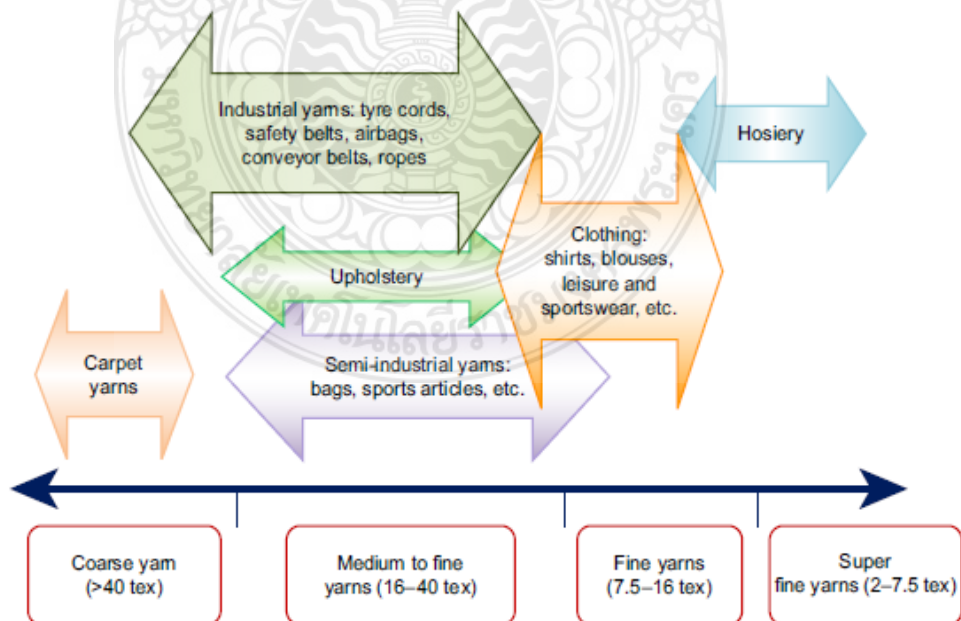 Industrial yarns: tyre cords,
safety belts, airbags,
conveyor belts, ropes
Hosiery
Clothing:
shirts, blouses,
leisure and
sportswear, etc.
Upholstery
Carpet
yarns
Semi-industrial yarns:
bags, sports articles, etc.
Coarse yarn
(>40 tex)
Medium to fine
yarns (16–40 tex)
Fine yarns
(7.5–16 tex)
Super
fine yarns (2–7.5 tex)